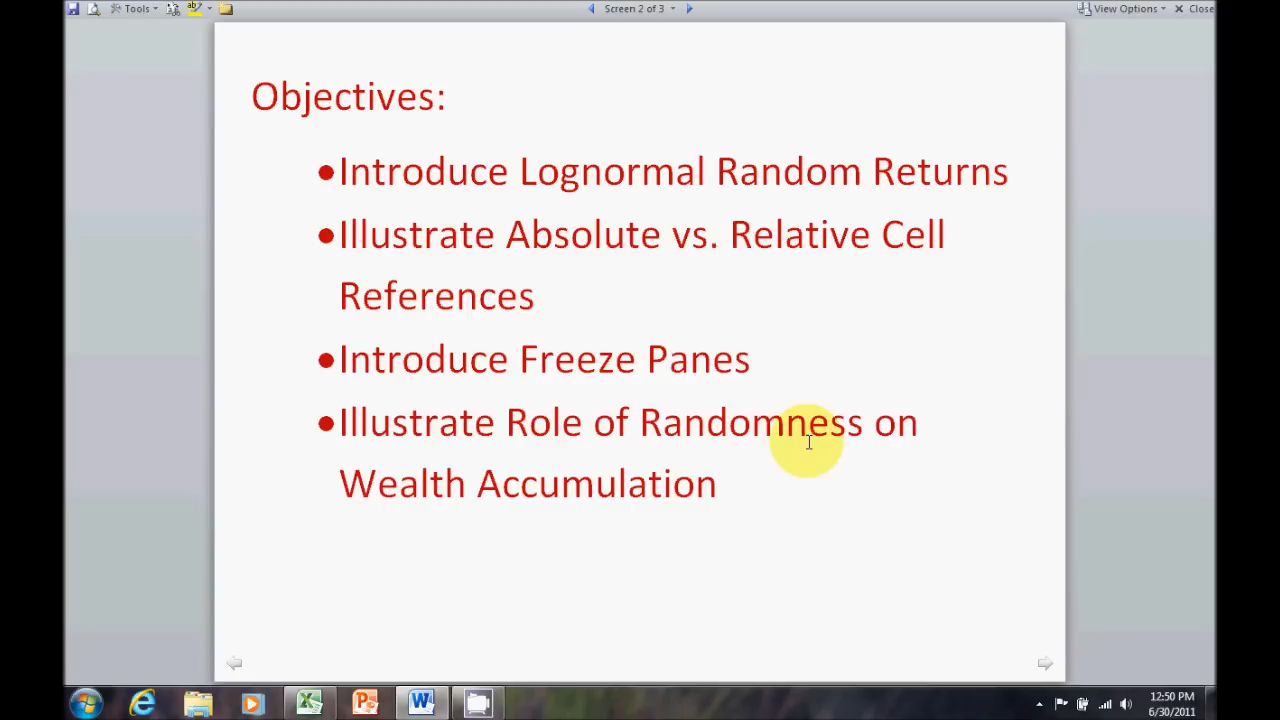 Tools
Screen 2 of 3
View Options
Close
Objectives:
•Introduce Lognormal Random Returns
•Illustrate Absolute vs. Relative Cell
References
•Introduce Freeze Panes
•Illustrate Role of Randomness on
Wealth Accumulation
12:50 PM
6/30/2011